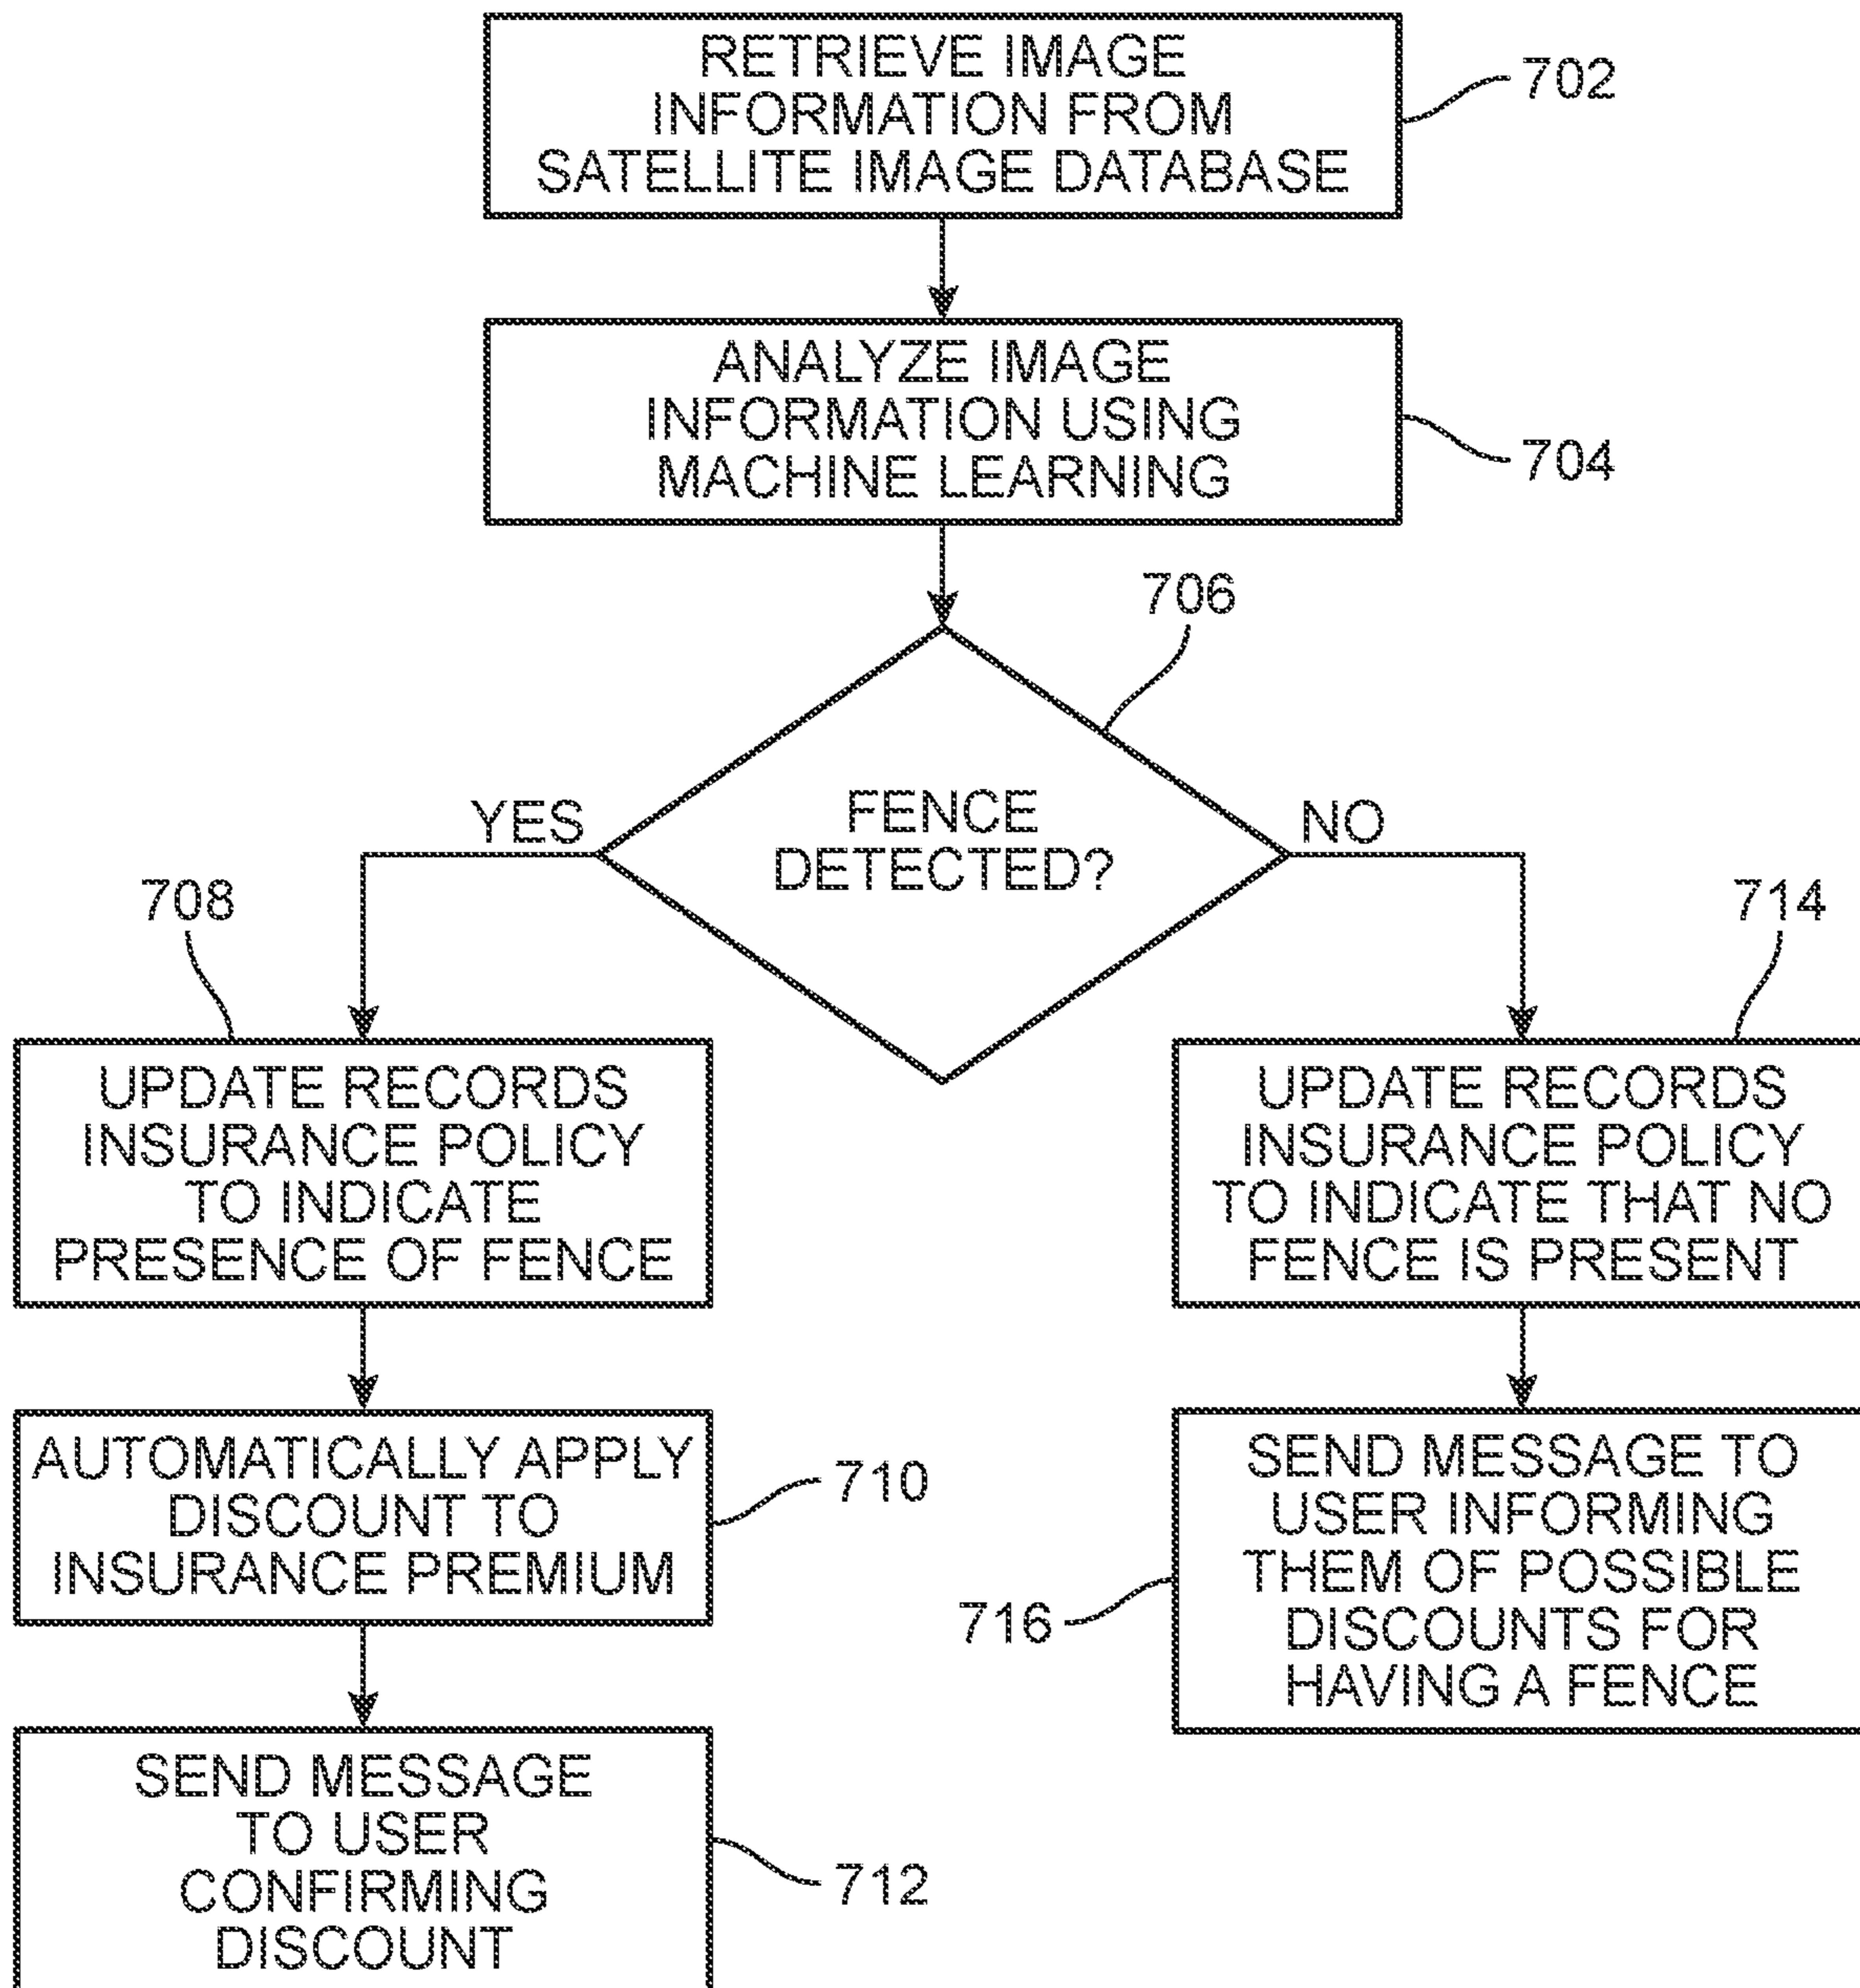 RETRIEVE IMAGE
INFORMATION FROM
SATELLITE IMAGE DATABASE
702
ANALYZE IMAGE
INFORMATION USING
MACHINE LEARNING
704
706
FENCE
DETECTED?
YES
NO
708
UPDATE RECORDS
INSURANCE POLICY
TO INDICATE
PRESENCE OF FENCE
714
UPDATE RECORDS
INSURANCE POLICY
TO INDICATE THAT NO
FENCE IS PRESENT
AUTOMATICALLY APPLY
DISCOUNT TO
INSURANCE PREMIUM
710
SEND MESSAGE TO
USER INFORMING
THEM OF POSSIBLE
DISCOUNTS FOR
HAVING A FENCE
716
SEND MESSAGE
TO USER
CONFIRMING
DISCOUNT
712